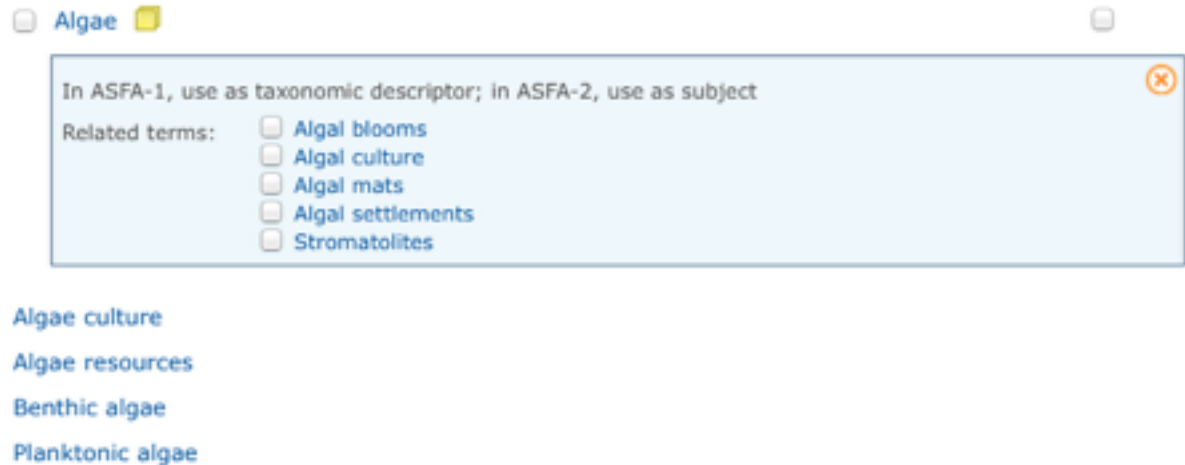 Algae
In ASFA-1, use as taxonomic descriptor; in ASFA-2, use as subject
Related terms: Algal blooms
Algal culture
Algal mats
Algal settlements
Stromatolites
Algae culture
Algae resources
Benthic algae
Planktonic algae